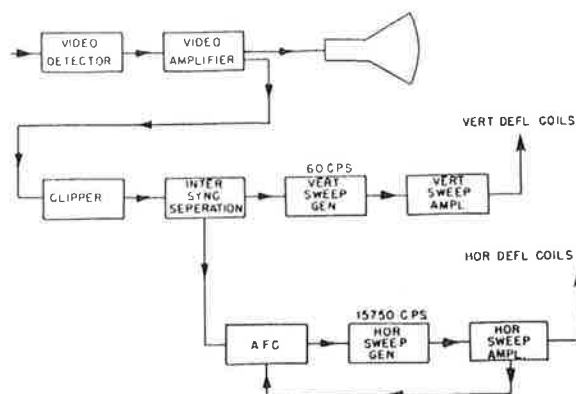 VIDEO
DETECTOR
VIDEO
AMPLIFIER
VERT DEFL COILS
CLIPPER
INTER
SYNC
SEPERATION
60 CPS
VERT
SWEEP
GEN
VERT
SWEEP
AMPL.
HOR DEFL COILS
AFC
15750 CPS
HOR
SWEEP
GEN
HOR
SWEEP
AMPL.